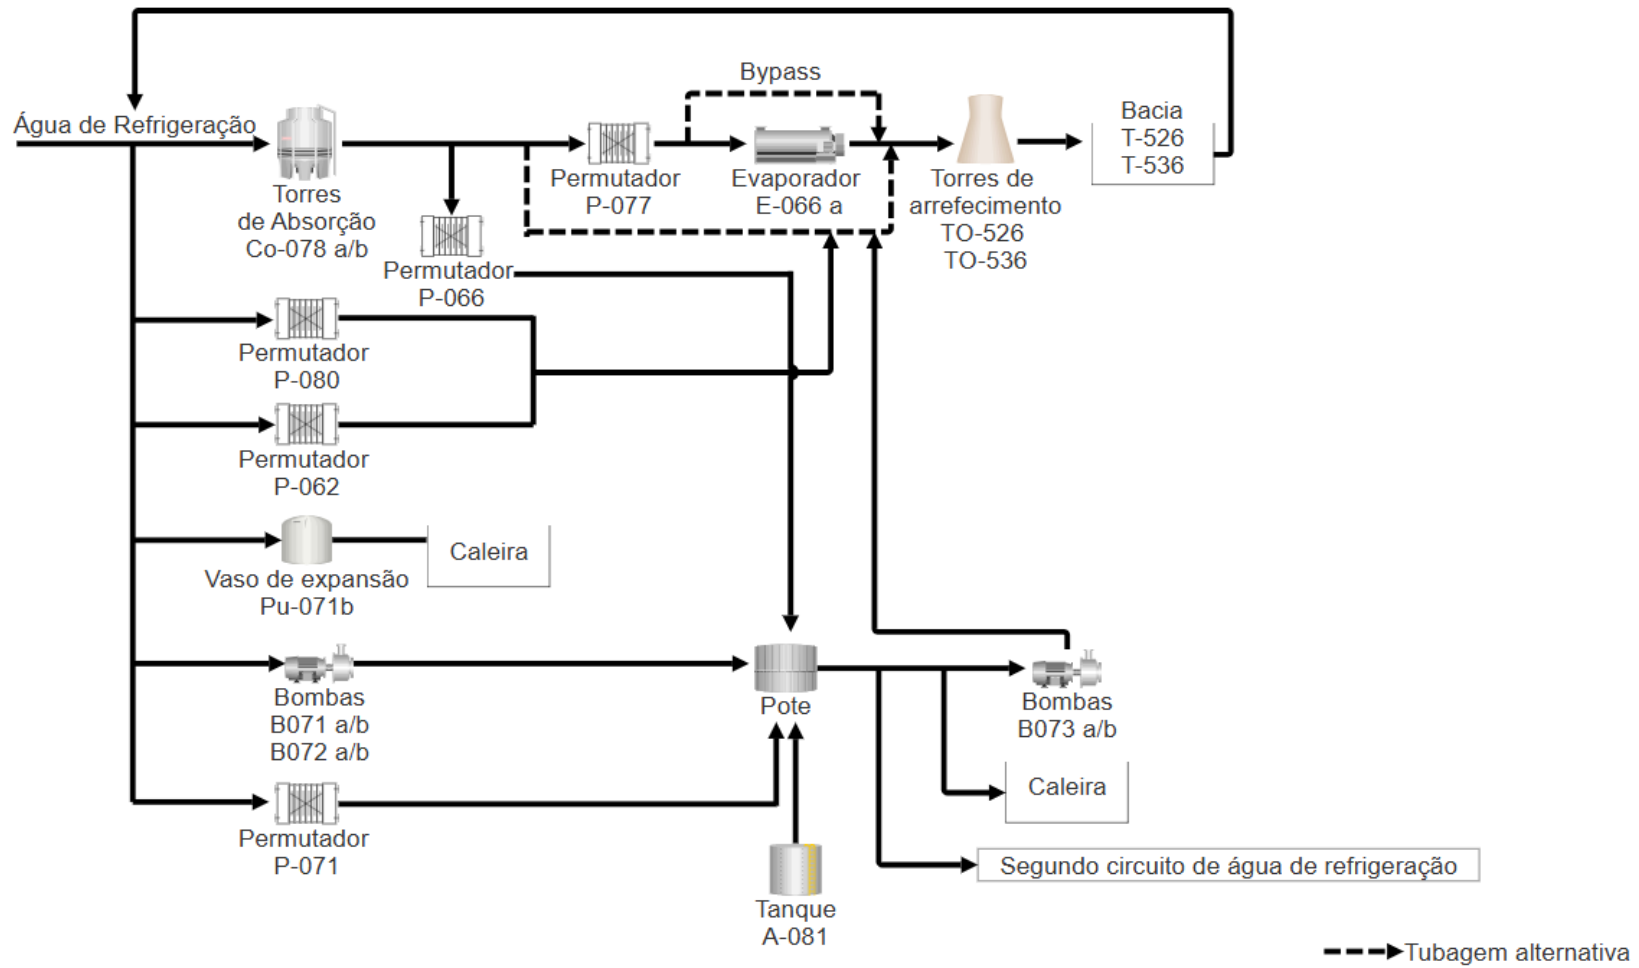 Bypass
Água de Refrigeração
Bacia
T-526
T-536
Torres
de Absorção
Co-078 a/b
Permutador
P-077
Evaporador
E-066 a
Torres de
arrefecimento
TO-526
TO-536
Permutador
P-066
Permutador
P-080
Permutador
P-062
Caleira
Vaso de expansão
Pu-071b
Bombas
B071 a/b
B072 a/b
Pote
Bombas
B073 a/b
Caleira
Permutador
P-071
Segundo circuito de água de refrigeração
Tanque
A-081
Tubagem alternativa